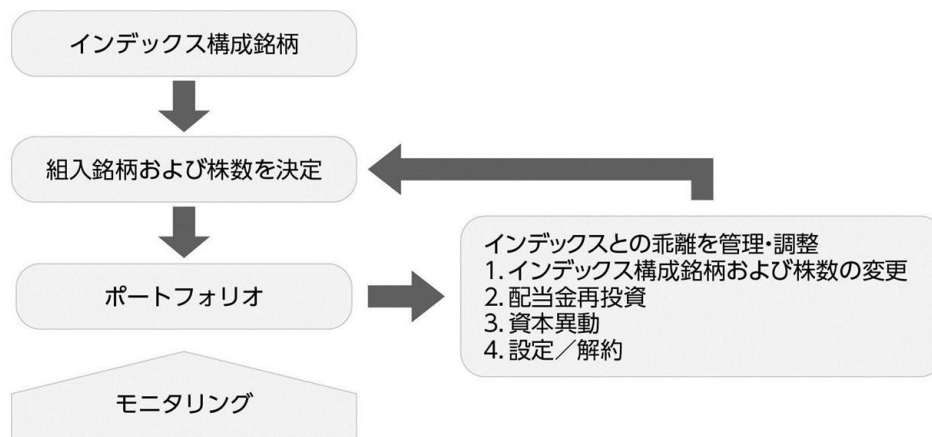 インデックス構成銘柄
組入銘柄および株数を決定
ポートフォリオ
インデックスとの乖離を管理・調整
1. インデックス構成銘柄および株数の変更
2. 配当金再投資
3. 資本異動
4. 設定／解約
モニタリング